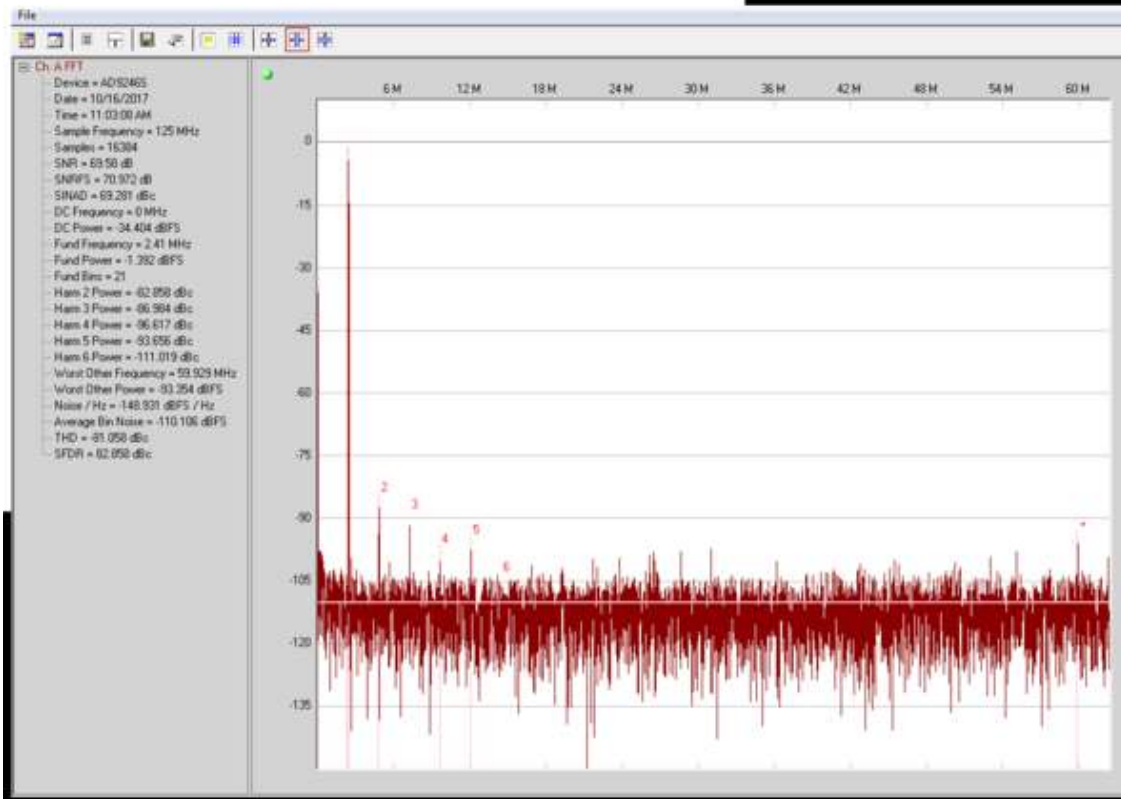 File
Ch. A FFT
Device = AD9246S
Date = 10/16/2017
Time = 11:03:08 AM
Sample Frequency = 125 MHz
Samples = 16384
SNR = 69.58 dB
SNRFS = 70.972 dB
SINAD = 69.281 dBc
DC Frequency = 0 MHz
DC Power = -34.404 dBFS
Fund Frequency = 2.41 MHz
Fund Power = -1.392 dBFS
Fund Bins = 21
Harm 2 Power = -82.858 dBc
Harm 3 Power = -86.984 dBc
Harm 4 Power = -96.617 dBc
Harm 5 Power = -93.656 dBc
Harm 6 Power = -111.019 dBc
Worst Other Frequency = 59.929 MHz
Worst Other Power = -93.354 dBFS
Noise / Hz = -148.931 dBFS / Hz
Average Bin Noise = -110.106 dBFS
THD = -81.058 dBc
SFDR = 82.858 dBc
6 M 12 M 18 M 24 M 30 M 36 M 42 M 48 M 54 M 60 M
0
-15
-30
-45
-60
-75
2
3
-90
5
+
4
6
-105
-120
-135